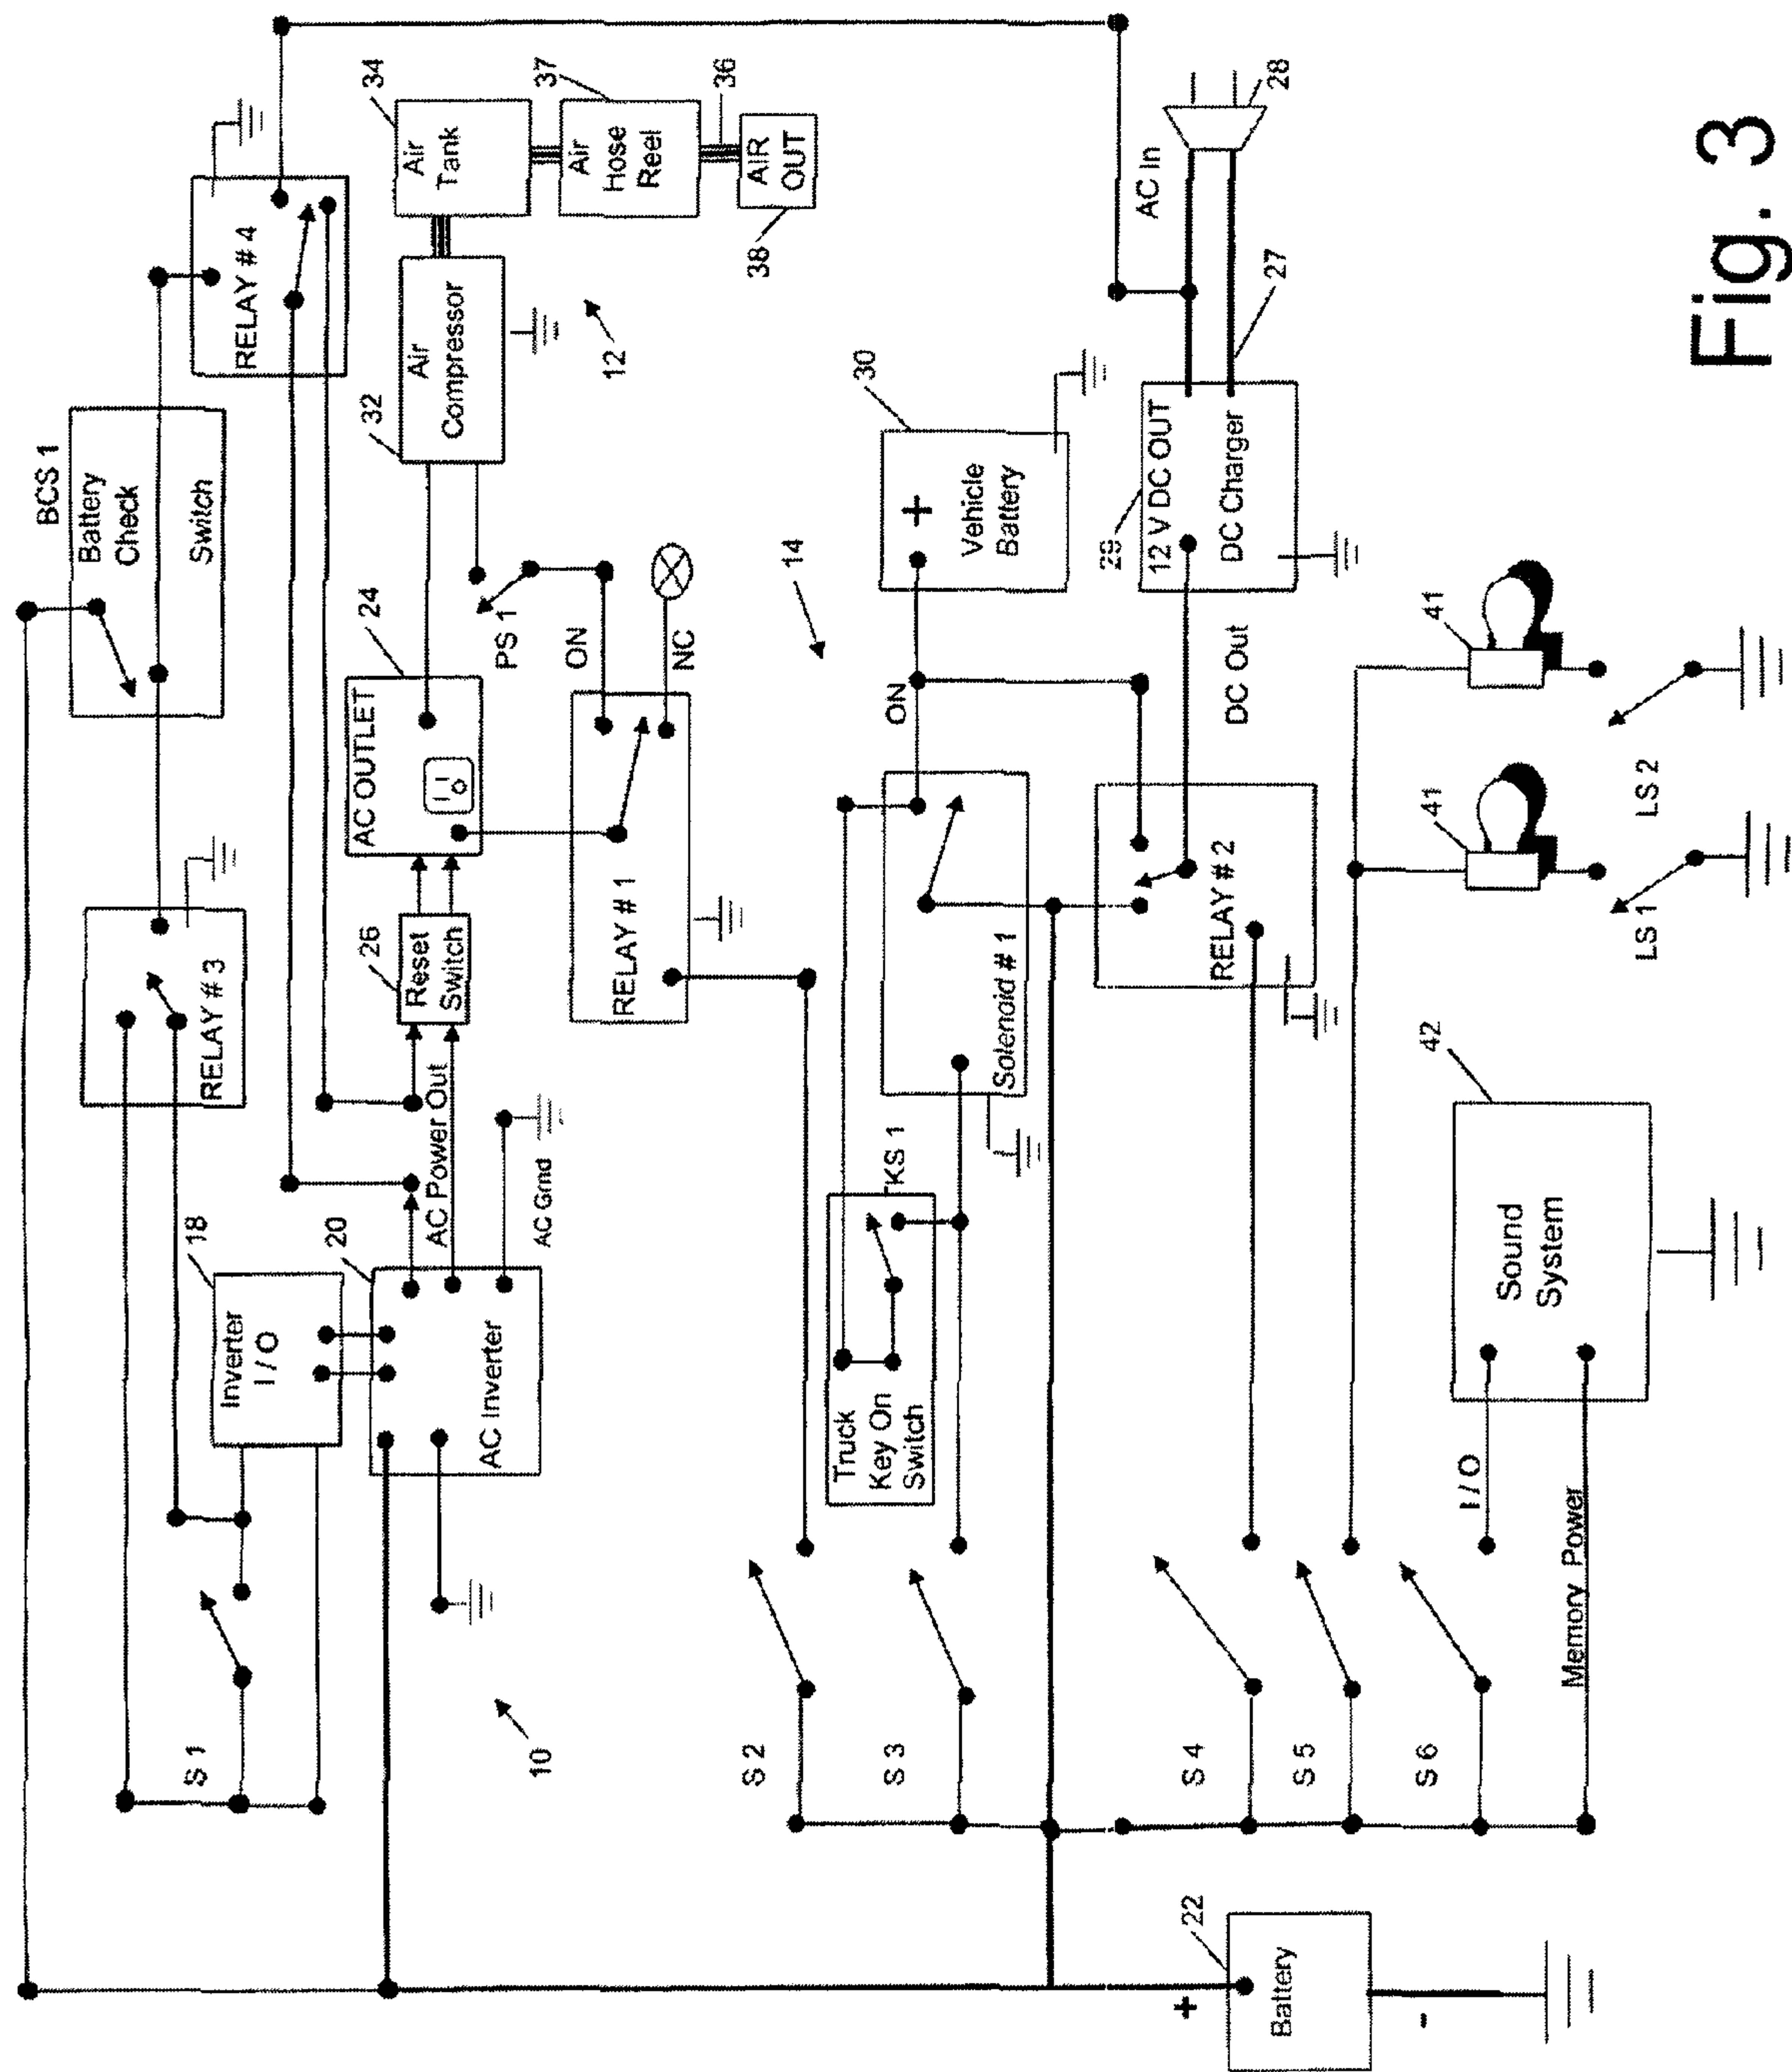 BCS 1
Battery
Check
Switch
RELAY # 3
RELAY # 4
S 1
18
Inverter
I / O
20
AC Inverter
AC Power Out
AC Grnd
26
Reset
Switch
AC OUTLET
24
32
Air
Compressor
34
Air
Tank
37
Air
Hose
Reel
36
AIR
OUT
38
12
PS 1
ON
NC
RELAY # 1
10
S 2
S 3
Truck
Key On
Switch
TKS 1
Solenoid # 1
14
ON
30
+
Vehicle
Battery
AC In
28
27
29
12 V DC OUT
DC Charger
DC Out
RELAY # 2
S 4
S 5
S 6
41
41
LS 1
LS 2
42
Sound
System
I / O
Memory Power
22
+
Battery
-
Fig. 3